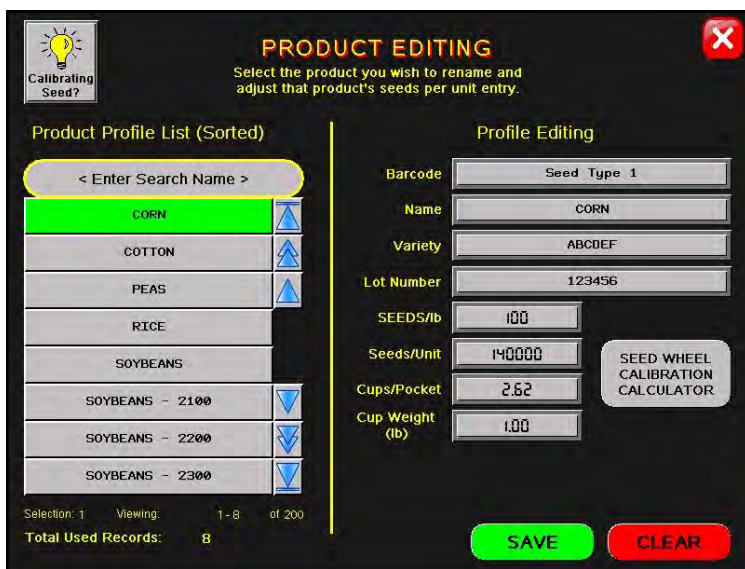 Calibrating
Seed?
PRODUCT EDITING
Select the product you wish to rename and
adjust that product's seeds per unit entry.
Product Profile List (Sorted)
< Enter Search Name >
CORN
COTTON
PEAS
RICE
SOYBEANS
SOYBEANS - 2100
SOYBEANS - 2200
SOYBEANS - 2300
Selection: 1 Viewing: 1 - 8 of 200
Total Used Records: 8
Profile Editing
Barcode Seed Type 1
Name CORN
Variety ABCDEF
Lot Number 123456
SEEDS/lb 100
Seeds/Unit 140000
Cups/Pocket 2.62
Cup Weight
(lb) 1.00
SEED WHEEL
CALIBRATION
CALCULATOR
SAVE CLEAR